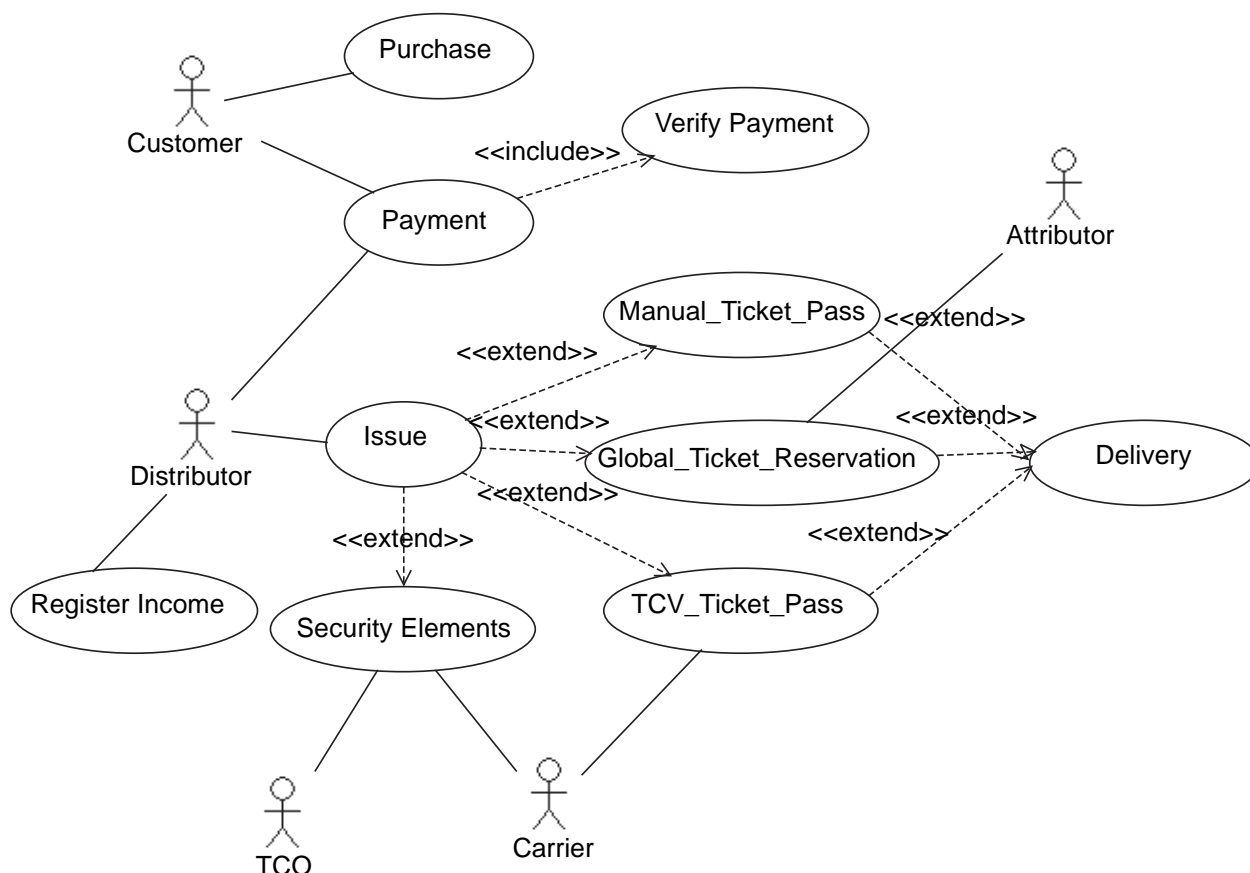 Purchase
Verify Payment
Customer
<<include>>
Payment
Attributor
Manual_Ticket_Pass
<<extend>>
<<extend>>
<<extend>>
<<extend>>
Issue
Global_Ticket_Reservation
Delivery
Distributor
<<extend>>
<<extend>>
<<extend>>
Register Income
Security Elements
TCV_Ticket_Pass
Carrier
TCO